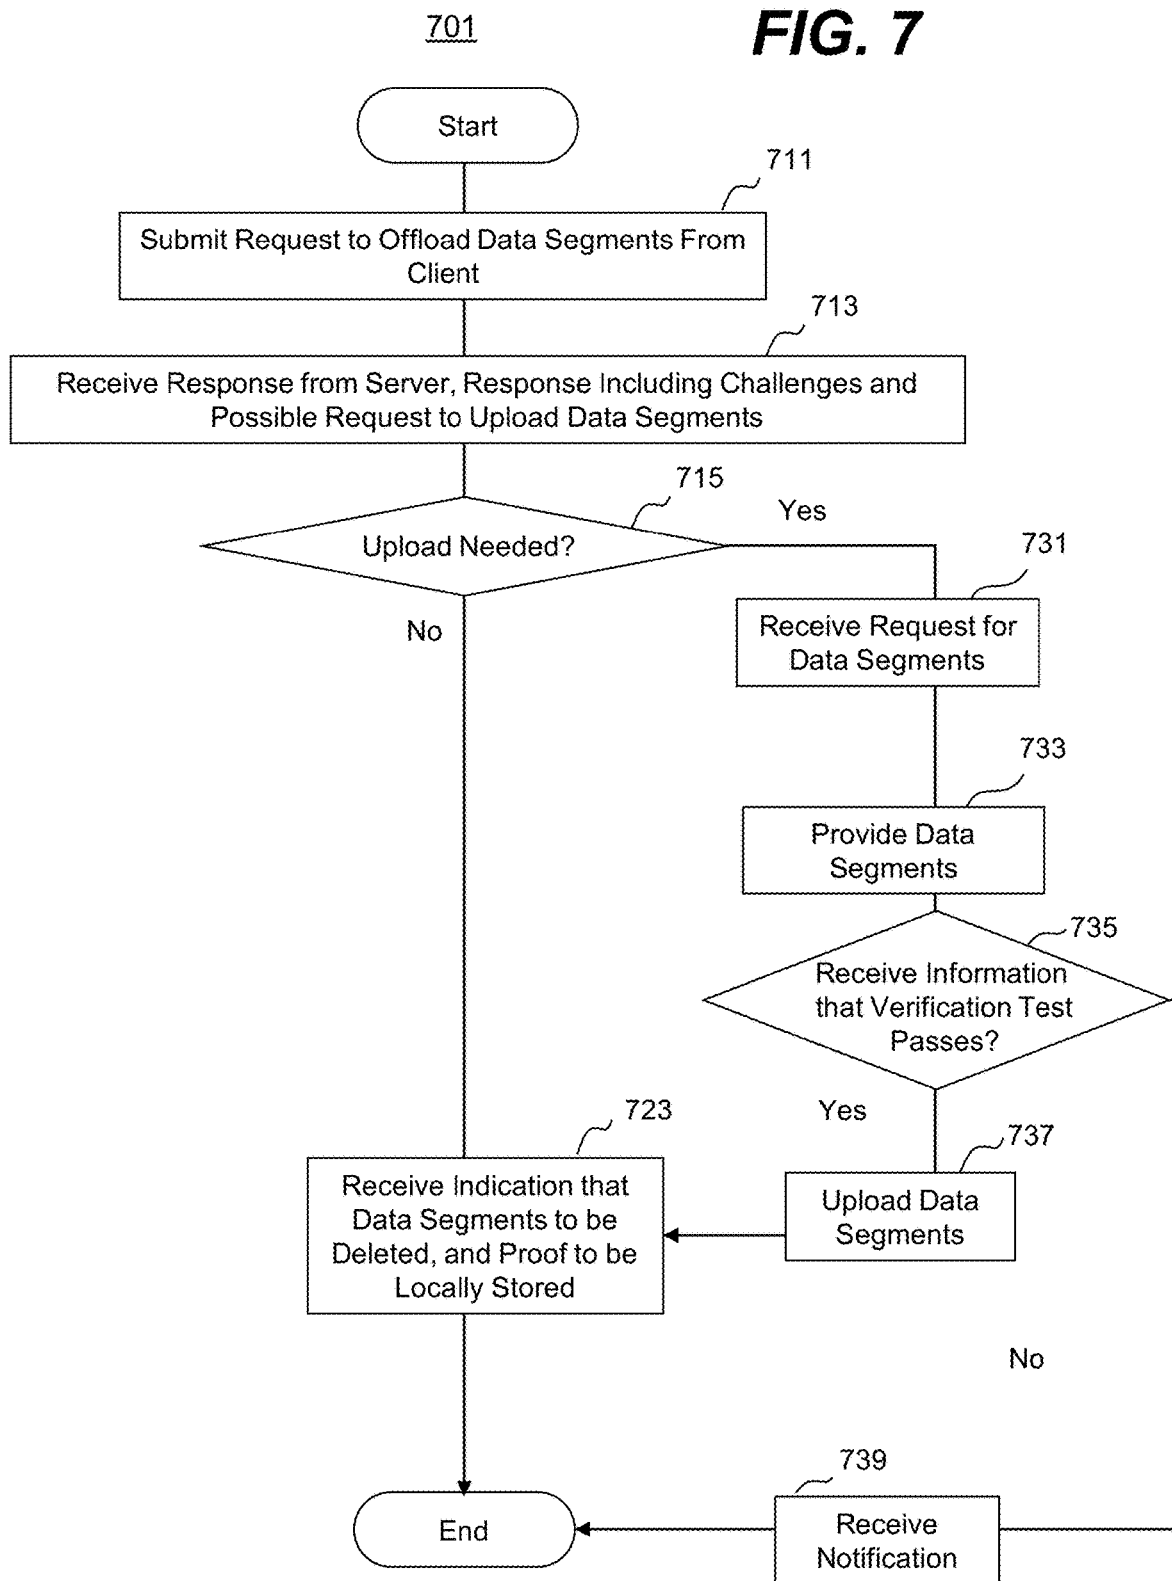 701
FIG. 7
Start
711
Submit Request to Offload Data Segments From
Client
713
Receive Response from Server, Response Including Challenges and
Possible Request to Upload Data Segments
715
Yes
Upload Needed?
731
No
Receive Request for
Data Segments
733
Provide Data
Segments
735
Receive Information
that Verification Test
Passes?
Yes
723
737
Receive Indication that
Data Segments to be
Deleted, and Proof to be
Locally Stored
Upload Data
Segments
No
739
End
Receive
Notification